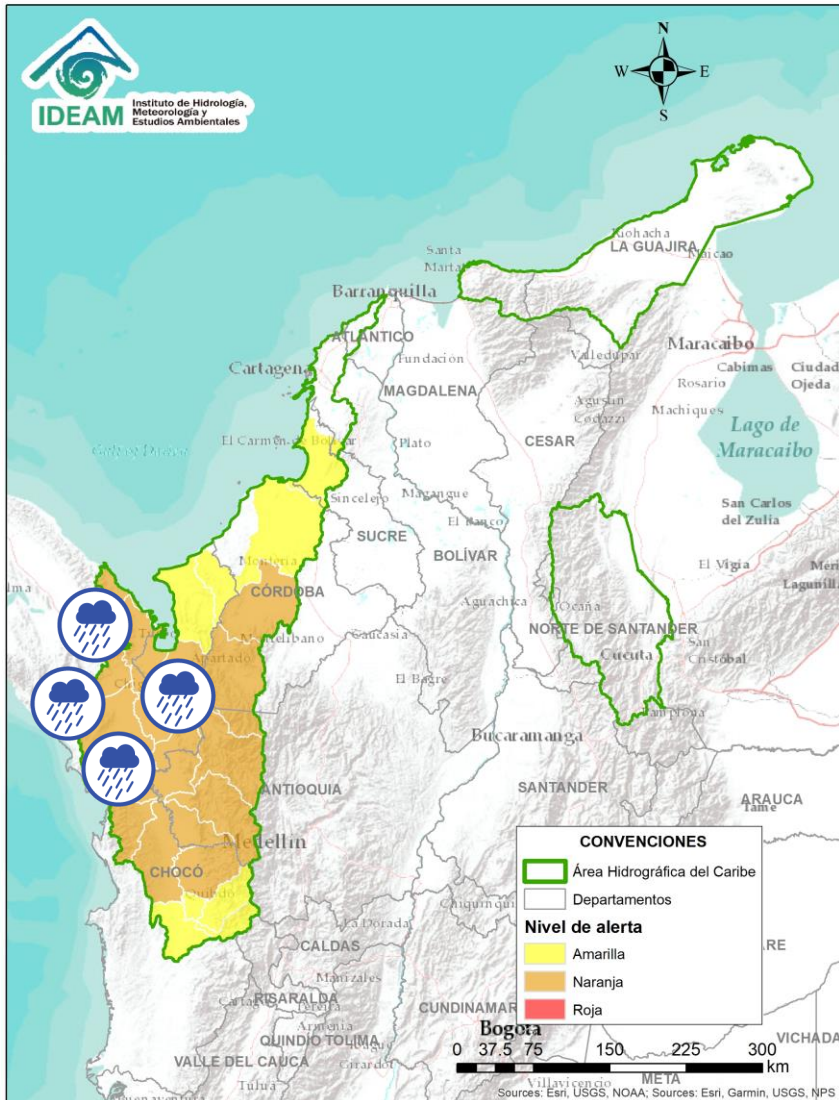 IDEAM
Instituto de Hidrología,
Meteorología y
Estudios Ambientales
N
W
E
S
Riohacha
LA GUAJIRA
Maicao
Santa
Barranquilla
ATLÁNTICO
Fundación
Valledupar
Maracaibo
Cabimas
Ciudad
Ojeda
Rosario
Cartagena
MAGDALENA
Agustín
Codazzi
Machiques
Lago de
Maracaibo
El Carmen de Bolívar
Plato
CESAR
Sincelejo
Magangue
San Carlos
del Zulia
SUCRE
El Banco
BOLÍVAR
El Vigía
Montería
CÓRDOBA
Aguachica
Ocaña
NORTE DE SANTANDER
Caucasia
San
Cristóbal
Cucuta
Apartadó
El Bagre
Bucaramanga
ANTIOQUIA
SANTANDER
ARAUCA
Tame
Medellín
CHOCÓ
Quibdó
La Dorada
CALDAS
Manizales
RISARALDA
Pereira
Armenia
CUNDINAMAR
QUINDÍO
TOLIMA
Bogotá
Girardot
VALLE DEL CAUCA
Tuluá
Villavicencio
META
VICHADA
CONVENCIONES
Área Hidrográfica del Caribe
Departamentos
Nivel de alerta
Amarilla
Naranja
Roja
0 37.5 75 150 225 300
km
Sources: Esri, USGS, NOAA; Sources: Esri, Garmin, USGS, NPS